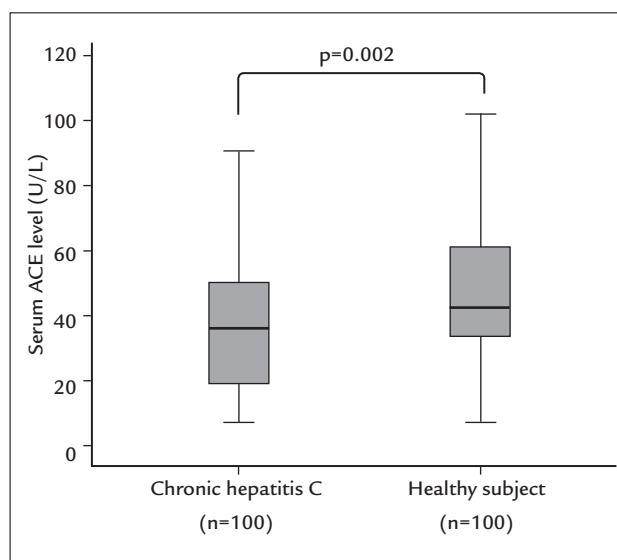 p=0.002
Serum ACE level (U/L)
120
100
80
60
40
20
0
Chronic hepatitis C
(n=100)
Healthy subject
(n=100)